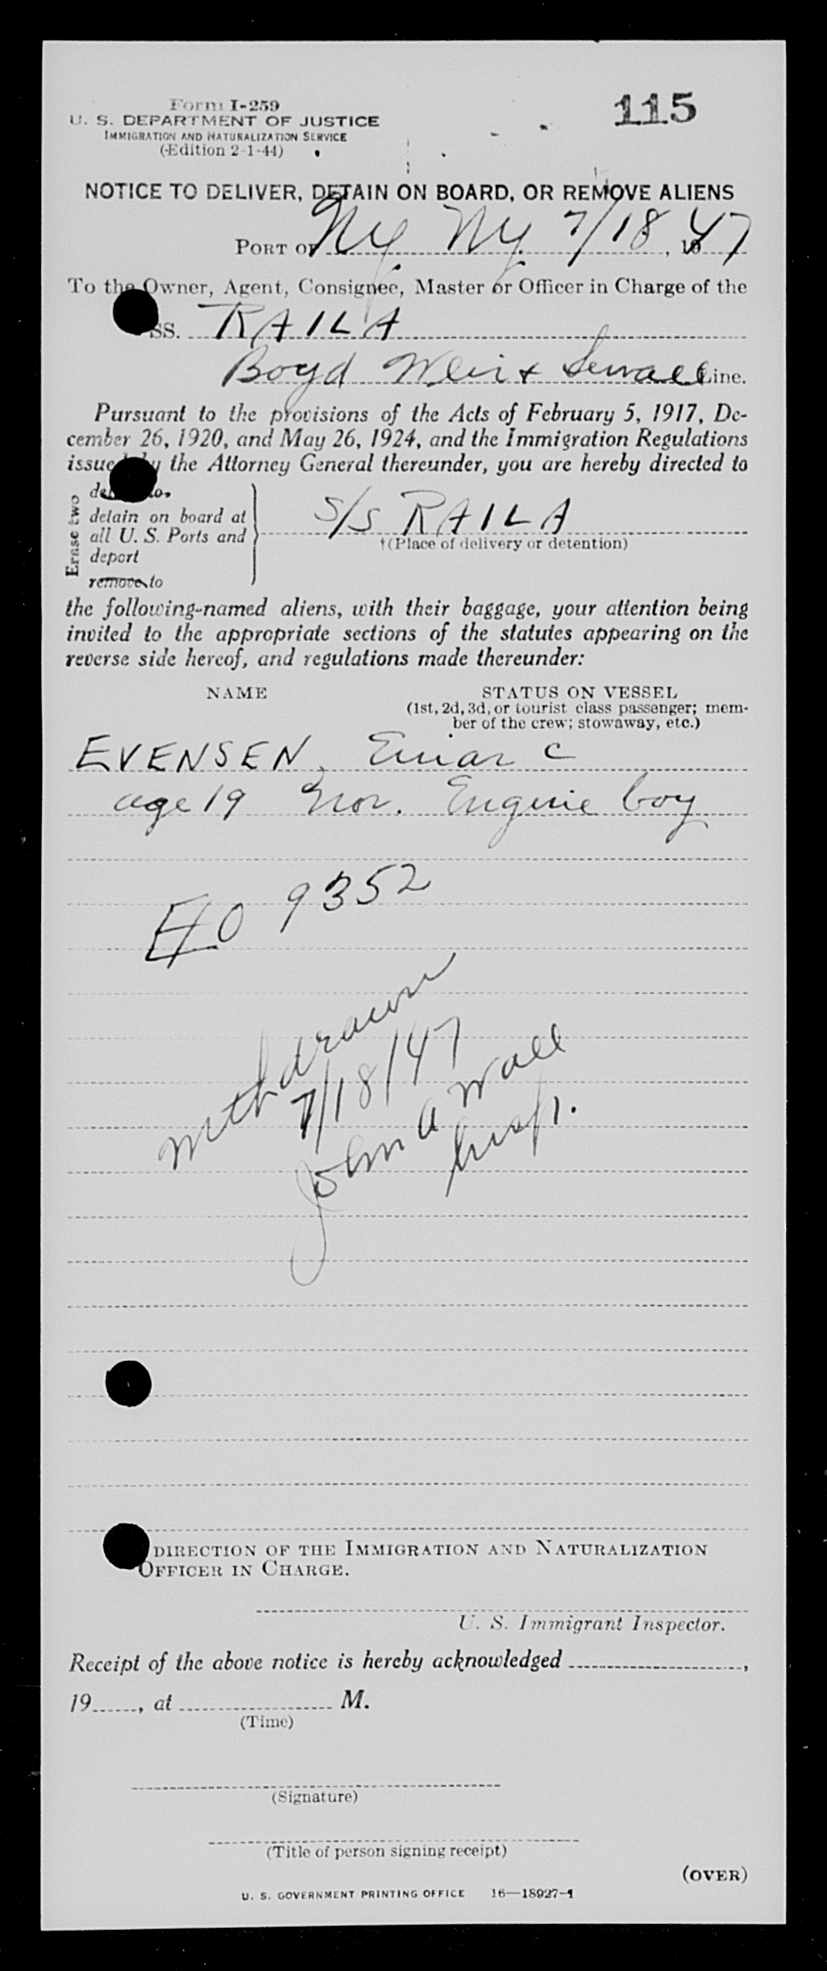 Form I-259
115
U. S. DEPARTMENT OF JUSTICE
IMMIGRATION AND NATURALIZATION SERVICE
(Edition 2-1-44)
NOTICE TO DELIVER, DETAIN ON BOARD, OR REMOVE ALIENS
PORT OF NY NY 7/18, 1947
To the Owner, Agent, Consignee, Master or Officer in Charge of the
SS. RAILA
Boyd Weir & Sewall Line.
Pursuant to the provisions of the Acts of February 5, 1917, De-
cember 26, 1920, and May 26, 1924, and the Immigration Regulations
issued by the Attorney General thereunder, you are hereby directed to
Erase two
detain on board at
all U. S. Ports and
deport
remove to
S/S RAILA
†(Place of delivery or detention)
the following-named aliens, with their baggage, your attention being
invited to the appropriate sections of the statutes appearing on the
reverse side hereof, and regulations made thereunder:
NAME STATUS ON VESSEL
(1st, 2d, 3d, or tourist class passenger; mem-
ber of the crew; stowaway, etc.)
EVENSEN, Einar C
age 19 Nor. Engine boy
9352
withdrawn
7/18/47
John A Wall
Insp.
DIRECTION OF THE IMMIGRATION AND NATURALIZATION
OFFICER IN CHARGE.
U. S. Immigrant Inspector.
Receipt of the above notice is hereby acknowledged ,
19 , at M.
(Time)
(Signature)
(Title of person signing receipt)
(OVER)
U. S. GOVERNMENT PRINTING OFFICE 16—18927-1